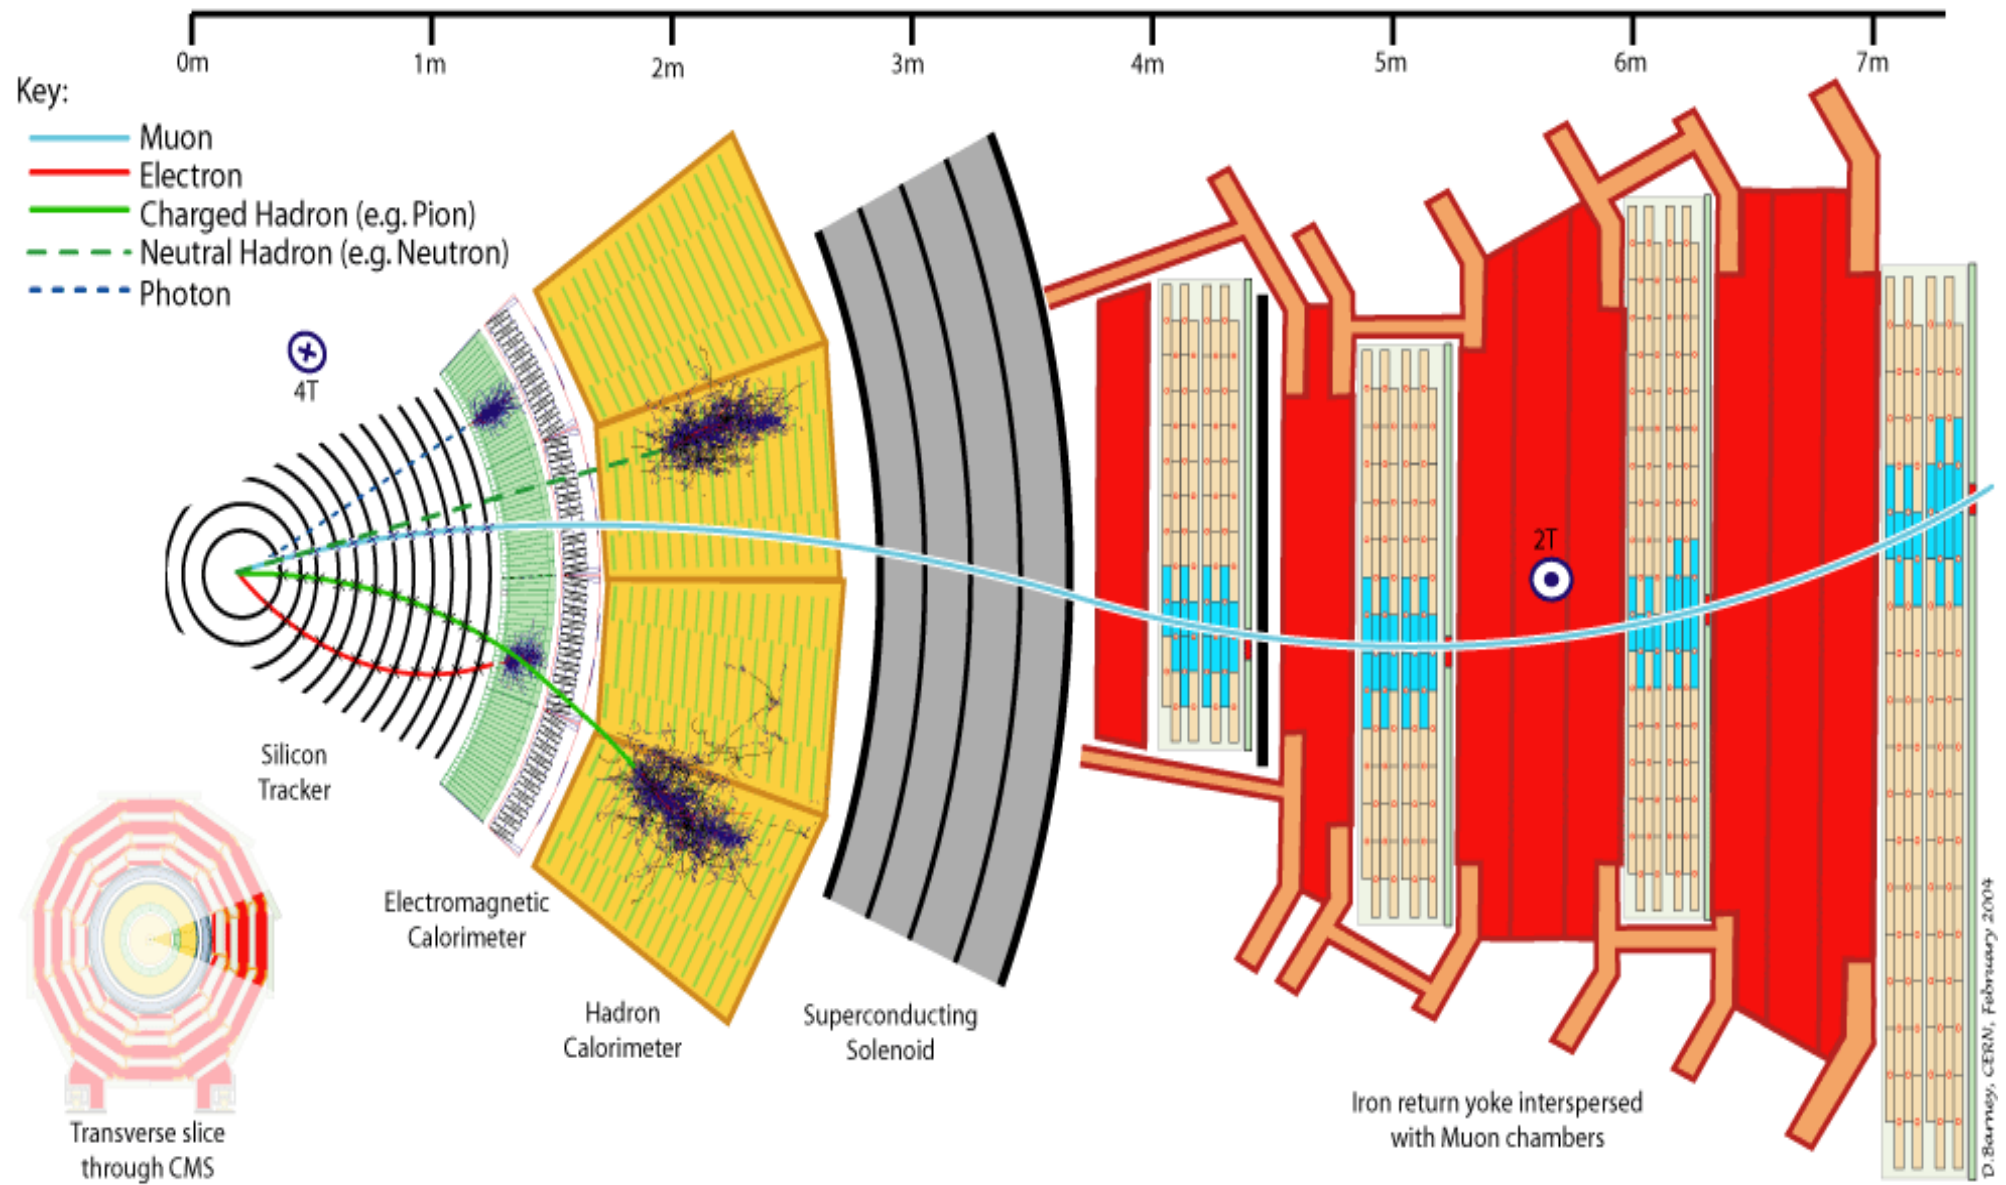 0m 1m 2m 3m 4m 5m 6m 7m
Key:
Muon
Electron
Charged Hadron (e.g. Pion)
Neutral Hadron (e.g. Neutron)
Photon
4T
2T
Silicon
Tracker
Electromagnetic
Calorimeter
Hadron
Calorimeter
Superconducting
Solenoid
Iron return yoke interspersed
with Muon chambers
Transverse slice
through CMS
D.Barney, CERN, February 2004